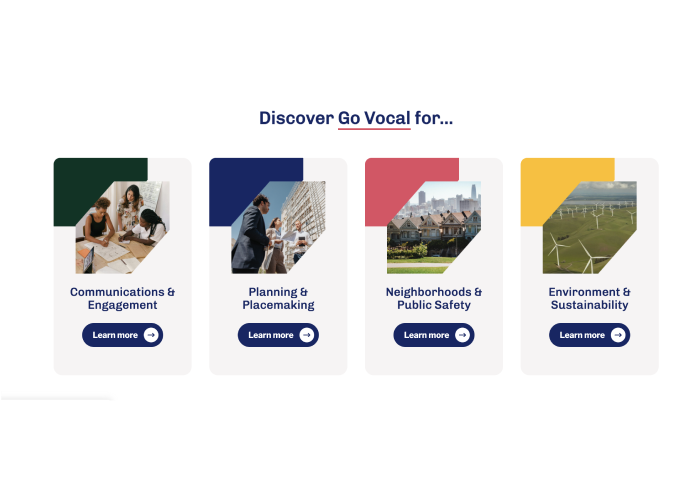 Discover Go Vocal for...
Communications &
Engagement
Learn more
Planning &
Placemaking
Learn more
Neighborhoods &
Public Safety
Learn more
Environment &
Sustainability
Learn more